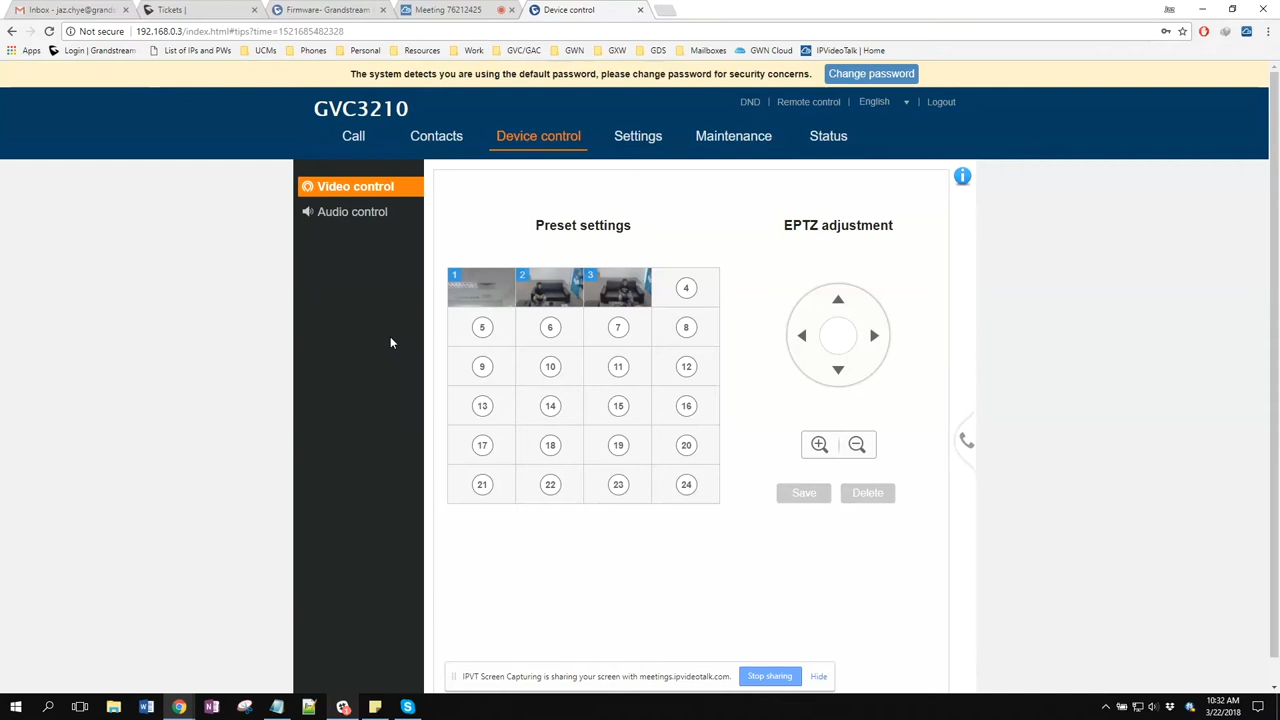 Inbox - jaz.chye@grands
Tickets |
Firmware- Grandstream
Meeting 76212425
Device control
Not secure
192.168.0.3/index.html#tips?time=1521685482328
Apps
Login | Grandstream
List of IPs and PWs
UCMs
Phones
Personal
Resources
Work
GVC/GAC
GWN
GXW
GDS
Mailboxes
GWN Cloud
IPVideoTalk | Home
The system detects you are using the default password, please change password for security concerns.
Change password
GVC3210
DND | Remote control | English | Logout
Call
Contacts
Device control
Settings
Maintenance
Status
Video control
Audio control
Preset settings
EPTZ adjustment
1 2 3 4
5 6 7 8
9 10 11 12
13 14 15 16
17 18 19 20
21 22 23 24
Save
Delete
IPVT Screen Capturing is sharing your screen with meetings.ipvideotalk.com.
Stop sharing
Hide
10:32 AM
3/22/2018